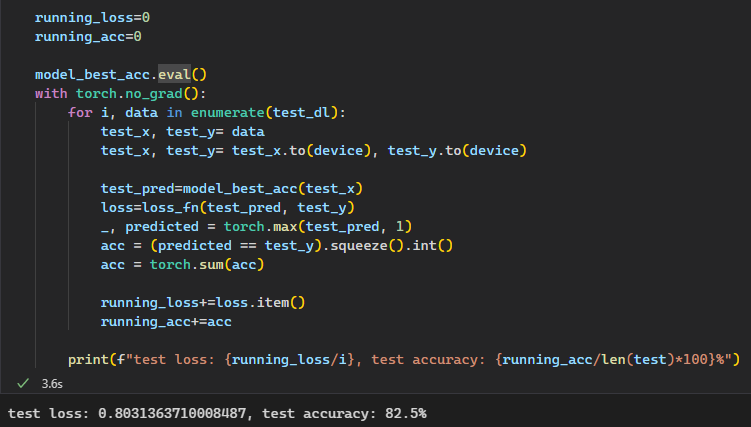 running_loss=0
running_acc=0
model_best_acc.eval()
with torch.no_grad():
for i, data in enumerate(test_dl):
test_x, test_y= data
test_x, test_y= test_x.to(device), test_y.to(device)
test_pred=model_best_acc(test_x)
loss=loss_fn(test_pred, test_y)
_, predicted = torch.max(test_pred, 1)
acc = (predicted == test_y).squeeze().int()
acc = torch.sum(acc)
running_loss+=loss.item()
running_acc+=acc
print(f"test loss: {running_loss/i}, test accuracy: {running_acc/len(test)*100}%")
3.6s
test loss: 0.8031363710008487, test accuracy: 82.5%